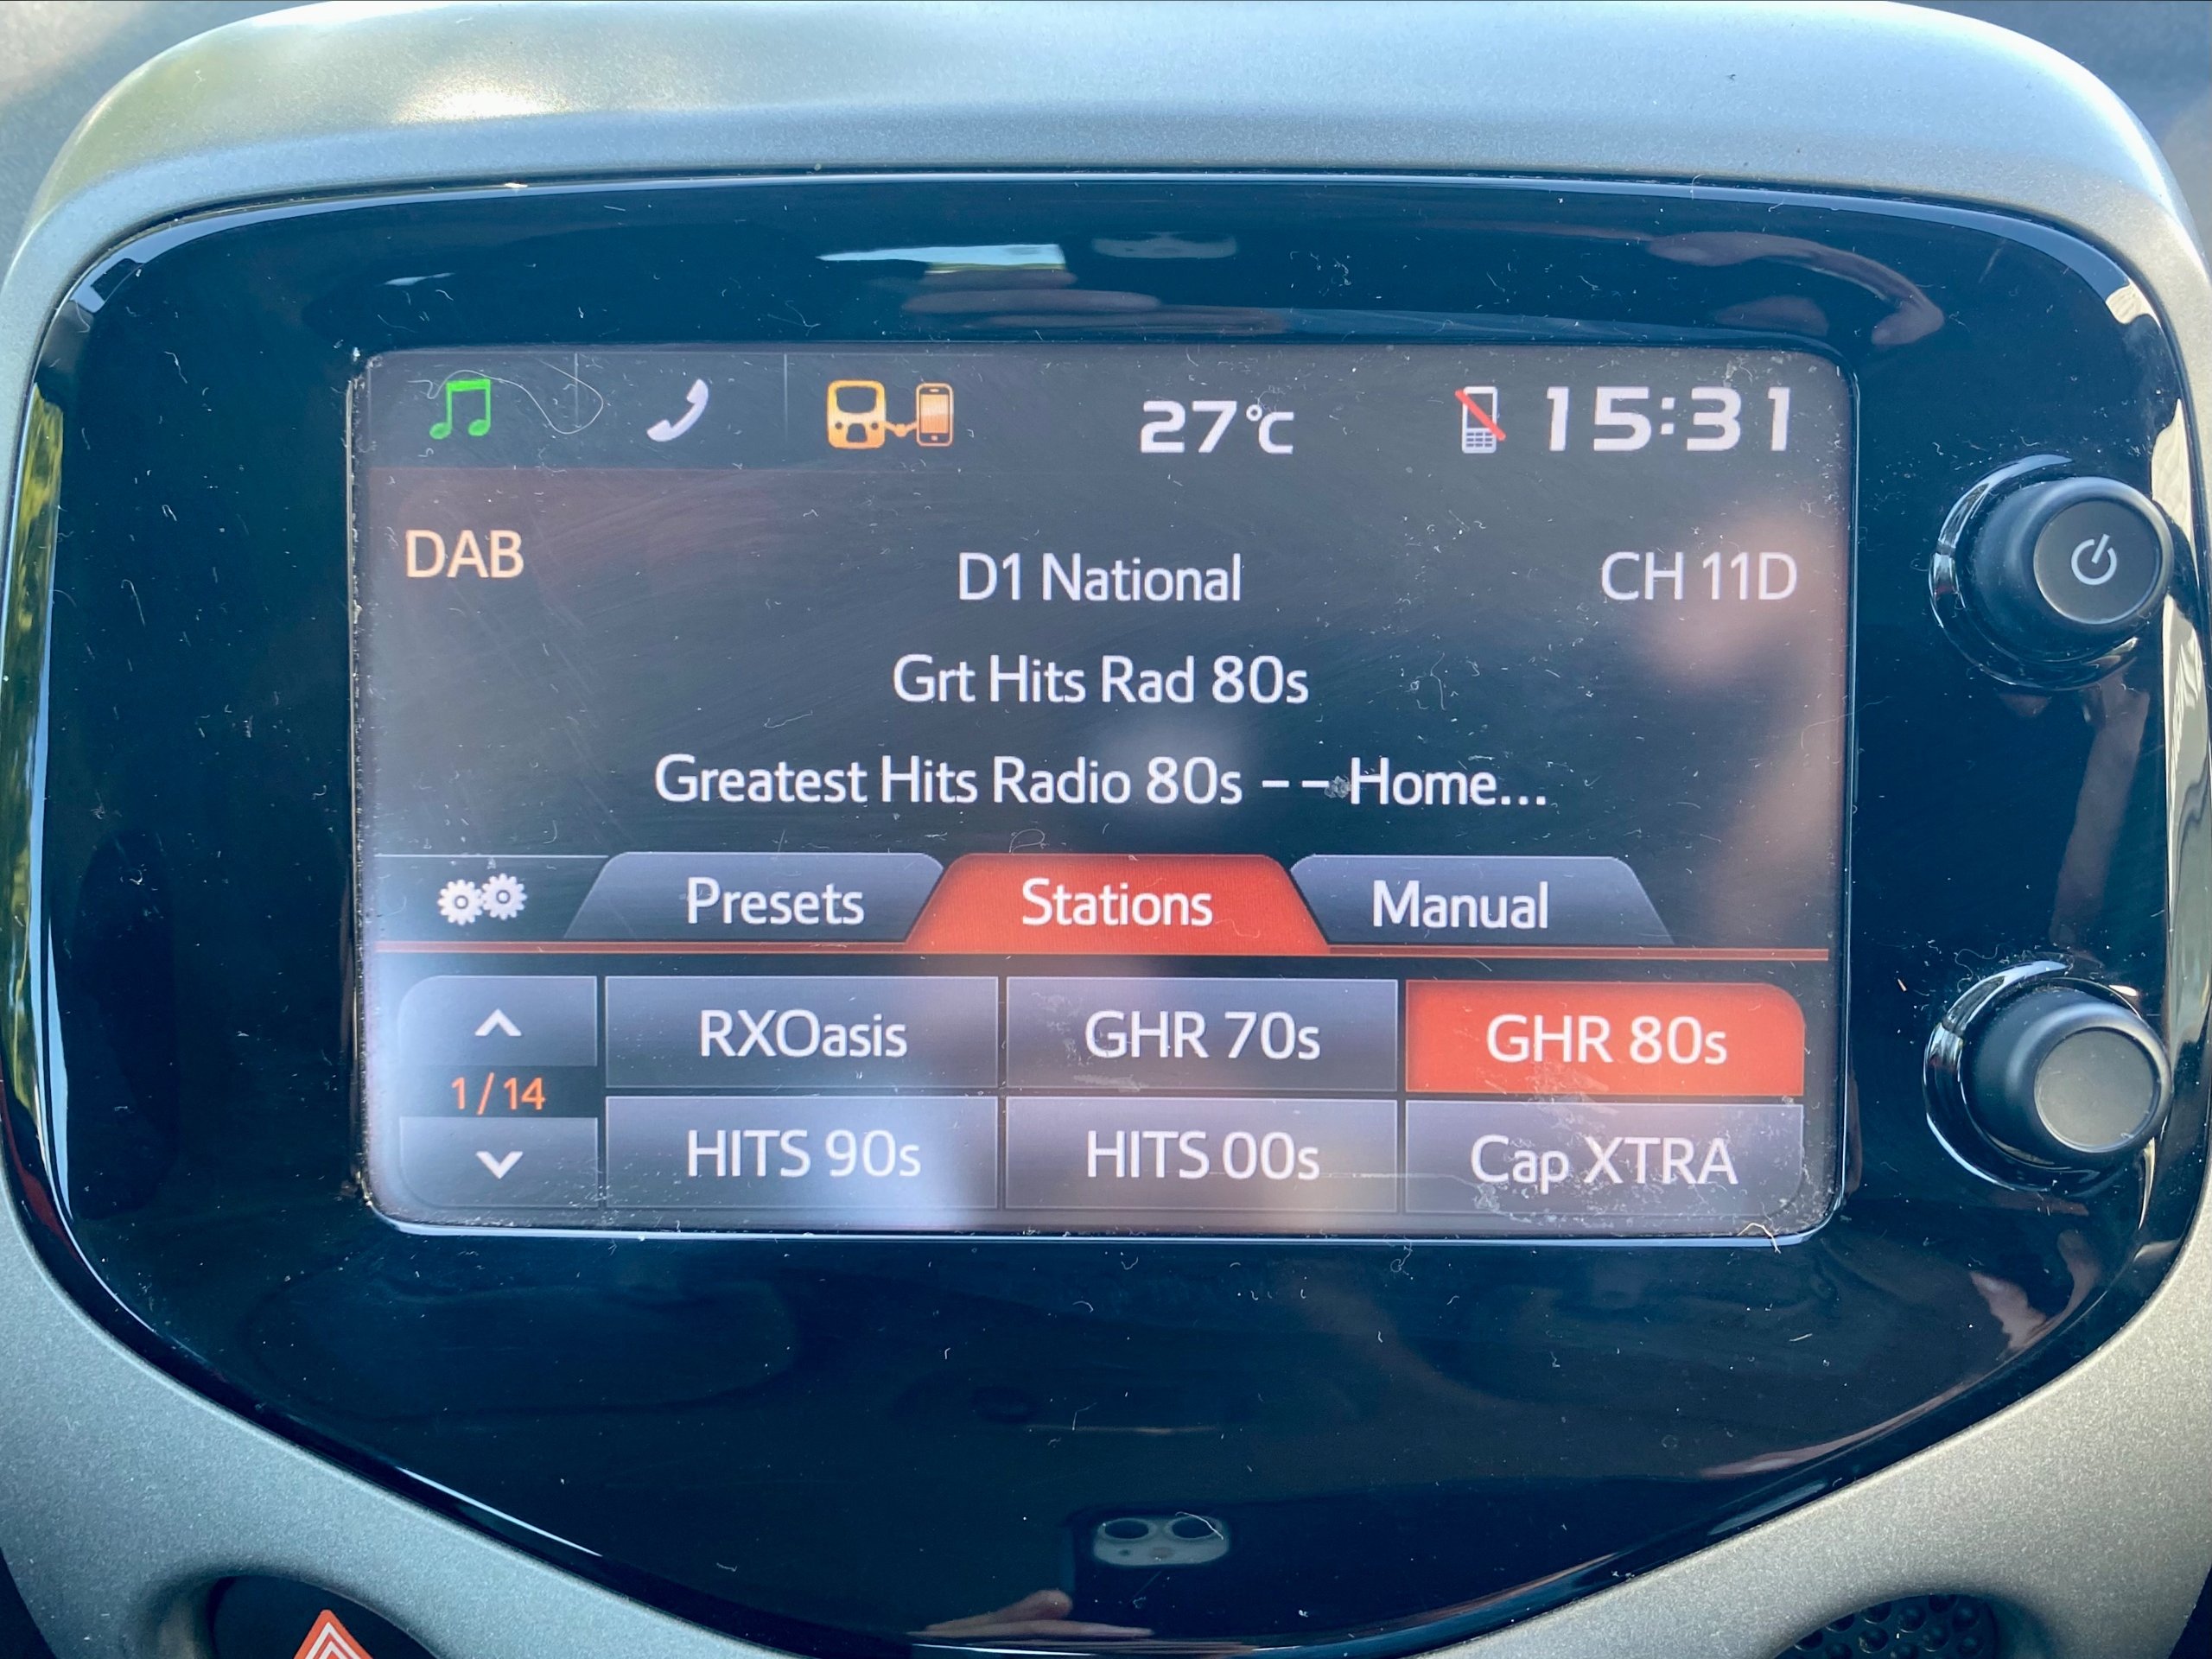 27°C 15:31
DAB
D1 National CH 11D
Grt Hits Rad 80s
Greatest Hits Radio 80s – – Home...
Presets Stations Manual
RXOasis GHR 70s GHR 80s
1/14
HITS 90s HITS 00s Cap XTRA